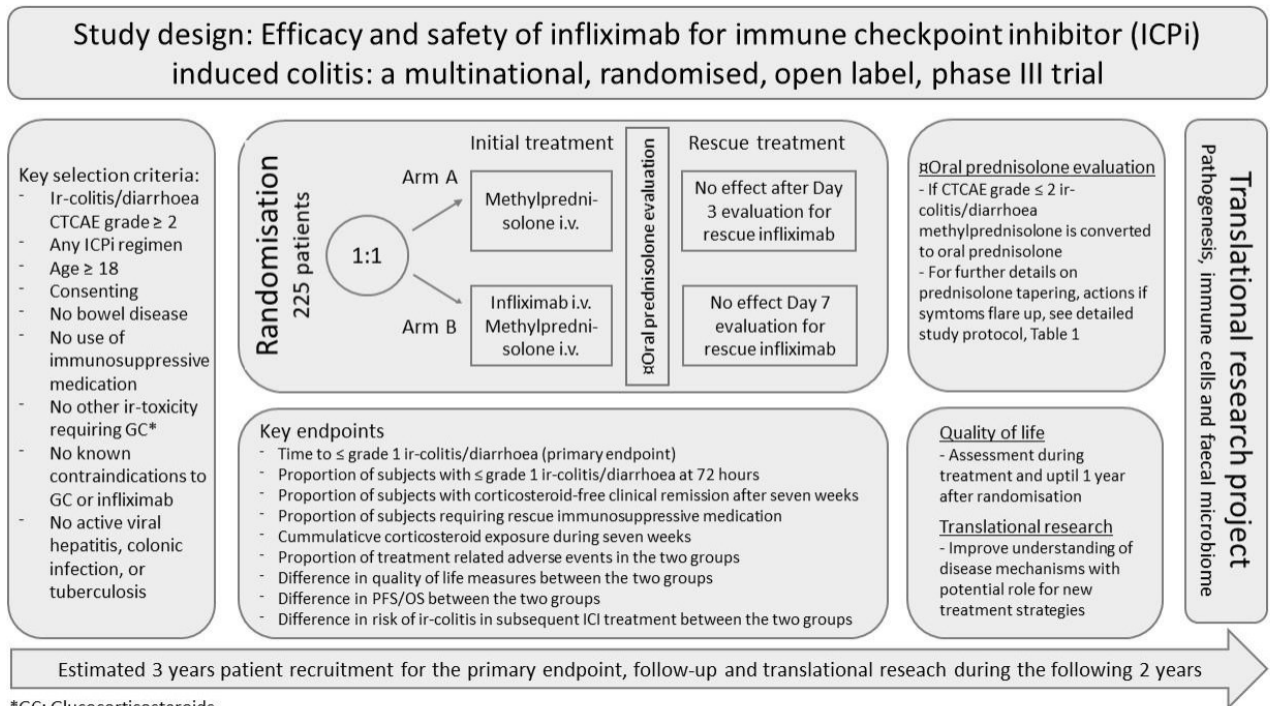 Study design: Efficacy and safety of infliximab for immune checkpoint inhibitor (ICPi)
induced colitis: a multinational, randomised, open label, phase III trial
Key selection criteria:
- Ir-colitis/diarrhoea
CTCAE grade ≥ 2
- Any ICPi regimen
- Age ≥ 18
- Consenting
- No bowel disease
- No use of
immunosuppressive
medication
- No other ir-toxicity
requiring GC*
- No known
contraindications to
GC or infliximab
- No active viral
hepatitis, colonic
infection, or
tuberculosis
Randomisation
225 patients
1:1
Arm A
Arm B
Initial treatment
Methylpredni-
solone i.v.
Infliximab i.v.
Methylpredni-
solone i.v.
¤Oral prednisolone evaluation
Rescue treatment
No effect after Day
3 evaluation for
rescue infliximab
No effect Day 7
evaluation for
rescue infliximab
¤Oral prednisolone evaluation
- If CTCAE grade ≤ 2 ir-
colitis/diarrhoea
methylprednisolone is converted
to oral prednisolone
- For further details on
prednisolone tapering, actions if
symtoms flare up, see detailed
study protocol, Table 1
Key endpoints
- Time to ≤ grade 1 ir-colitis/diarrhoea (primary endpoint)
- Proportion of subjects with ≤ grade 1 ir-colitis/diarrhoea at 72 hours
- Proportion of subjects with corticosteroid-free clinical remission after seven weeks
- Proportion of subjects requiring rescue immunosuppressive medication
- Cummulaticve corticosteroid exposure during seven weeks
- Proportion of treatment related adverse events in the two groups
- Difference in quality of life measures between the two groups
- Difference in PFS/OS between the two groups
- Difference in risk of ir-colitis in subsequent ICI treatment between the two groups
Quality of life
- Assessment during
treatment and uptil 1 year
after randomisation
Translational research
- Improve understanding of
disease mechanisms with
potential role for new
treatment strategies
Translational research project
Pathogenesis, immune cells and faecal microbiome
Estimated 3 years patient recruitment for the primary endpoint, follow-up and translational reseach during the following 2 years
*GC: Glucocorticosteroids